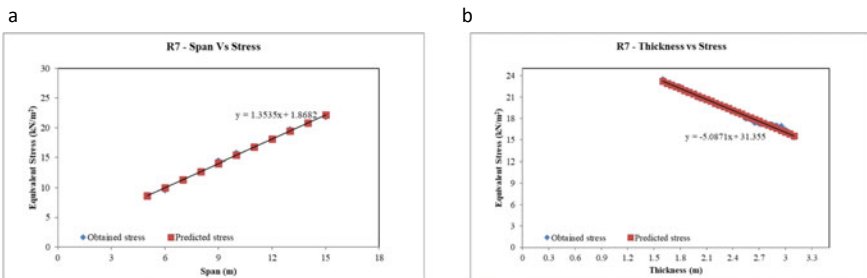 a
R7 - Span Vs Stress
Equivalent Stress (kN/m²)
30
25
20
15
10
5
0
y = 1.3535x + 1.8682
Obtained stress
Predicted stress
0 3 6 9 12 15 18
Span (m)
b
R7 - Thickness vs Stress
Equivalent Stress (kN/m²)
24
21
18
15
12
9
6
3
0
y = -5.0871x + 31.355
Obtained stress
Predicted stress
0 0.3 0.6 0.9 1.2 1.5 1.8 2.1 2.4 2.7 3 3.3
Thickness (m)